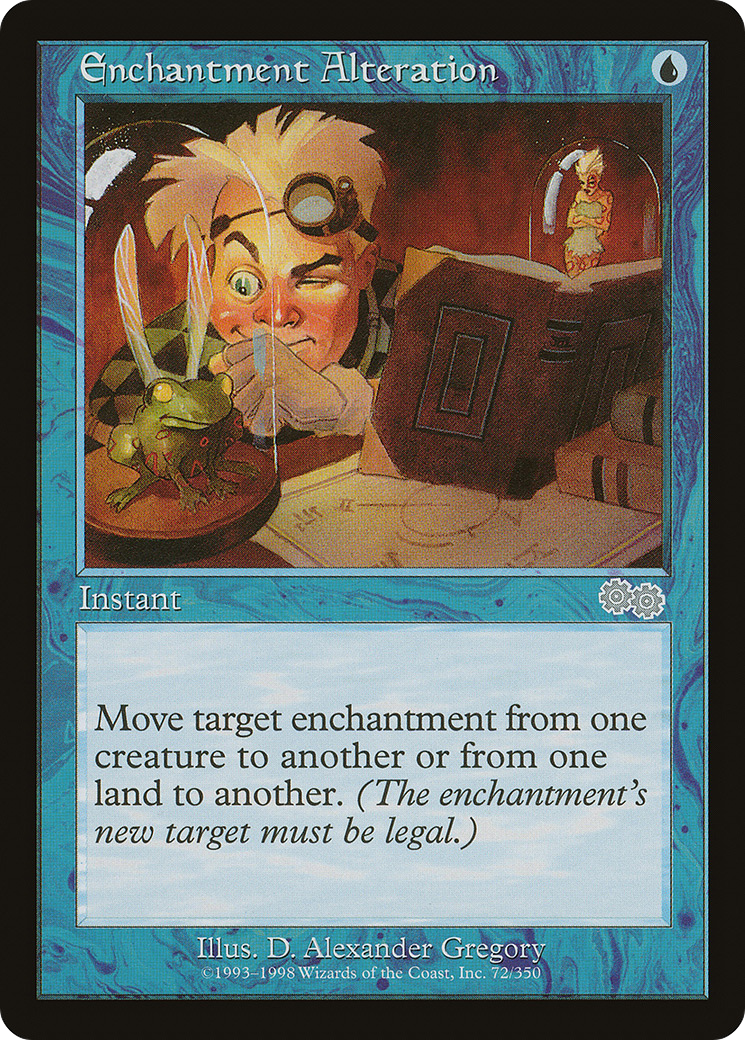 Enchantment Alteration
Instant
Move target enchantment from one
creature to another or from one
land to another. (The enchantment's
new target must be legal.)
Illus. D. Alexander Gregory
©1993–1998 Wizards of the Coast, Inc. 72/350